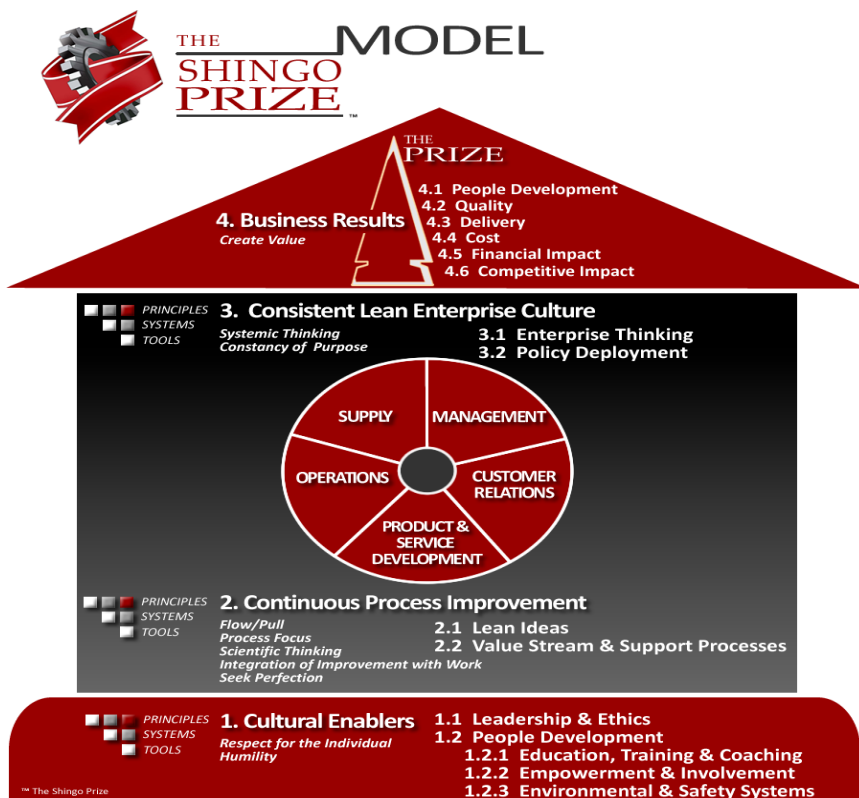 THE
SHINGO
PRIZE™
MODEL
THE
PRIZE
4. Business Results
Create Value
4.1 People Development
4.2 Quality
4.3 Delivery
4.4 Cost
4.5 Financial Impact
4.6 Competitive Impact
PRINCIPLES
SYSTEMS
TOOLS
3. Consistent Lean Enterprise Culture
Systemic Thinking
Constancy of Purpose
3.1 Enterprise Thinking
3.2 Policy Deployment
SUPPLY
MANAGEMENT
OPERATIONS
CUSTOMER
RELATIONS
PRODUCT &
SERVICE
DEVELOPMENT
PRINCIPLES
SYSTEMS
TOOLS
2. Continuous Process Improvement
Flow/Pull
Process Focus
Scientific Thinking
Integration of Improvement with Work
Seek Perfection
2.1 Lean Ideas
2.2 Value Stream & Support Processes
PRINCIPLES
SYSTEMS
TOOLS
1. Cultural Enablers
Respect for the Individual
Humility
1.1 Leadership & Ethics
1.2 People Development
1.2.1 Education, Training & Coaching
1.2.2 Empowerment & Involvement
1.2.3 Environmental & Safety Systems
™ The Shingo Prize